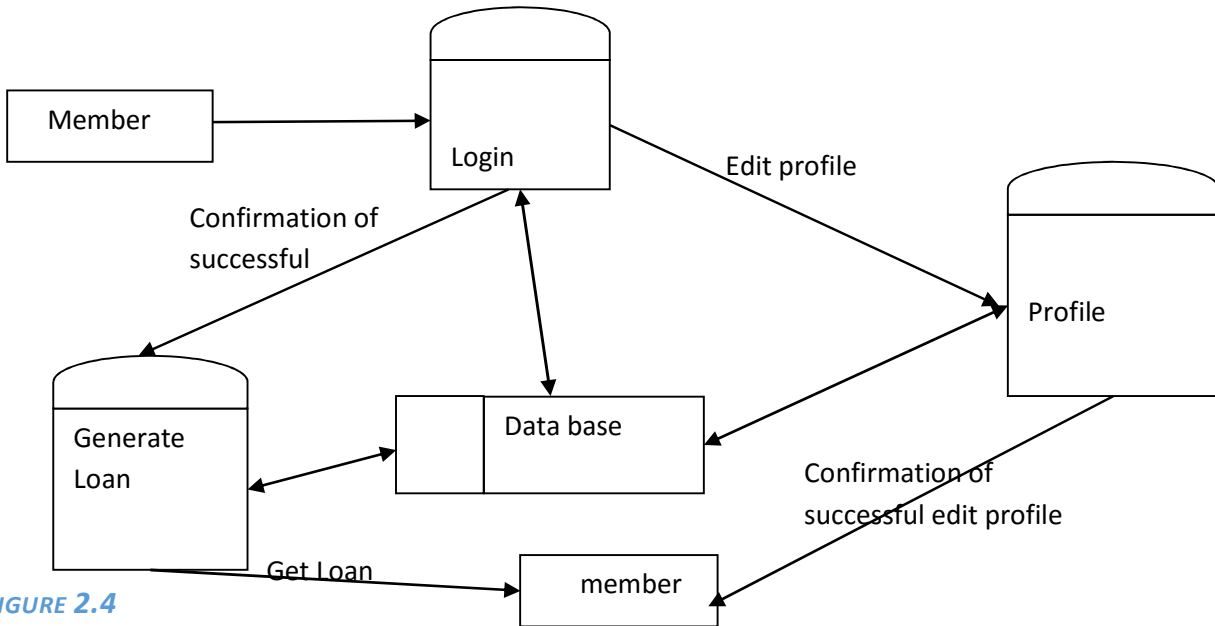 Member
Login
Edit profile
Confirmation of
successful
Profile
Generate
Loan
Data base
Confirmation of
successful edit profile
Get Loan
member
IGURE 2.4